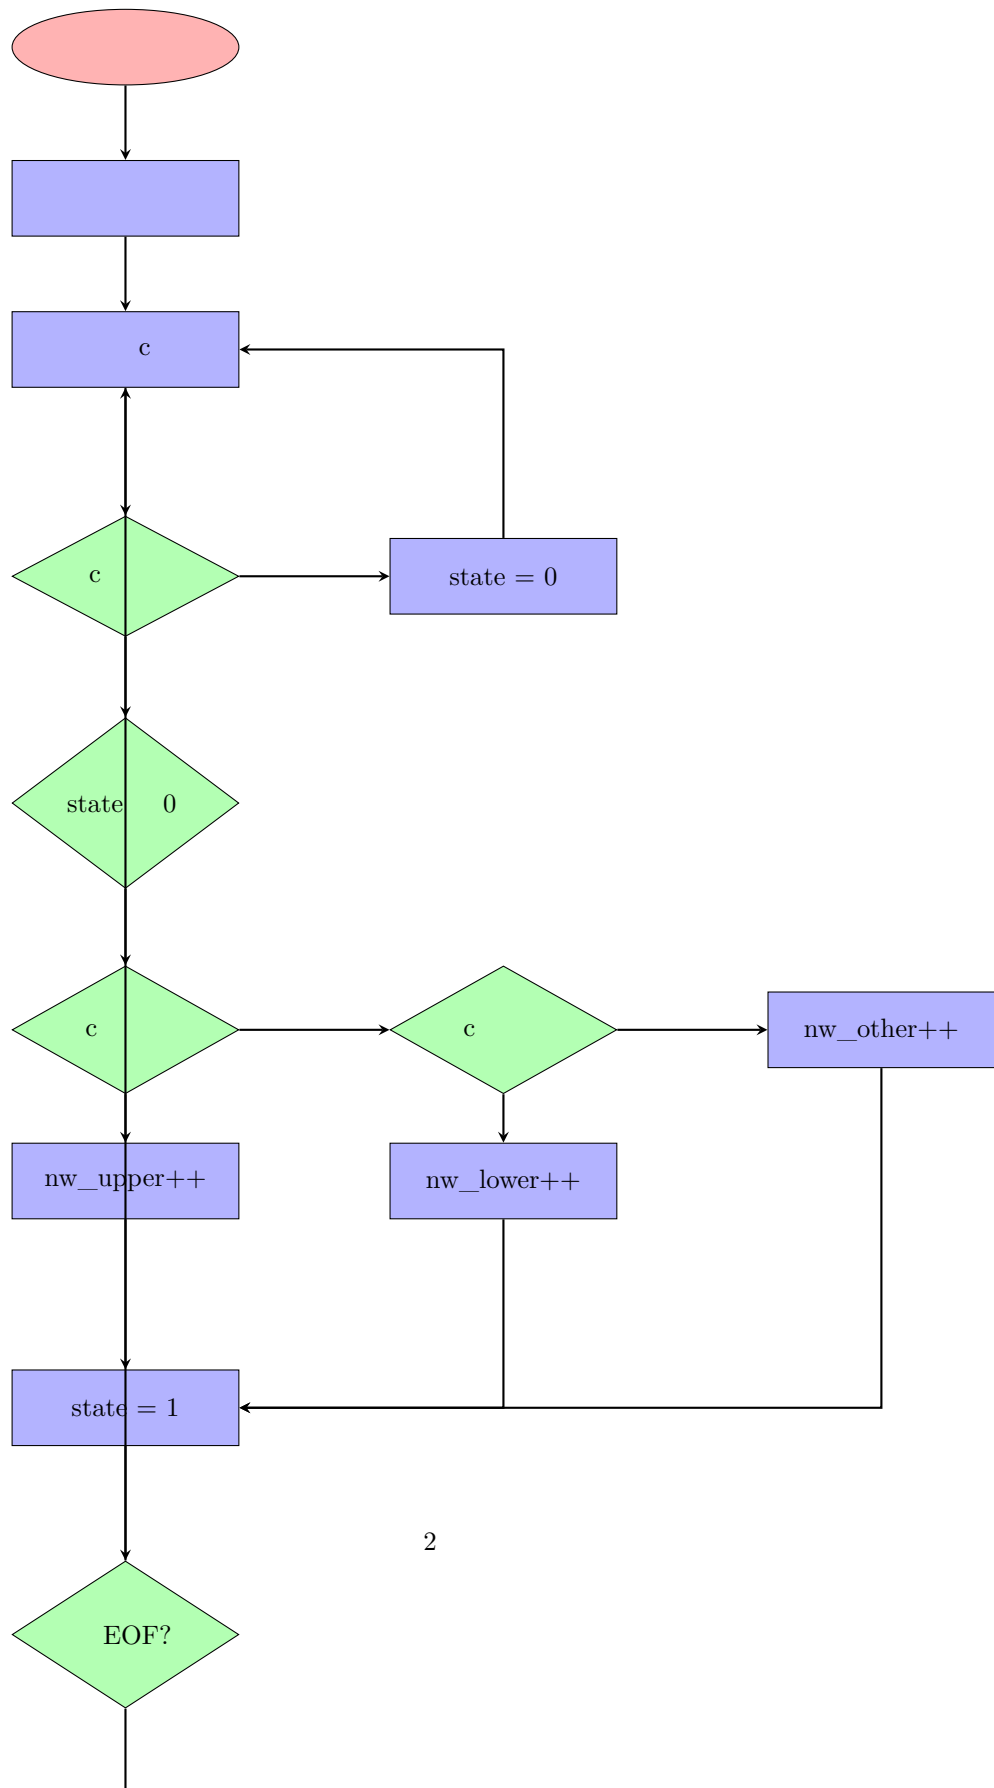 c
c
state = 0
state 0
c
c
nw_other++
nw_upper++
nw_lower++
state = 1
2
EOF?